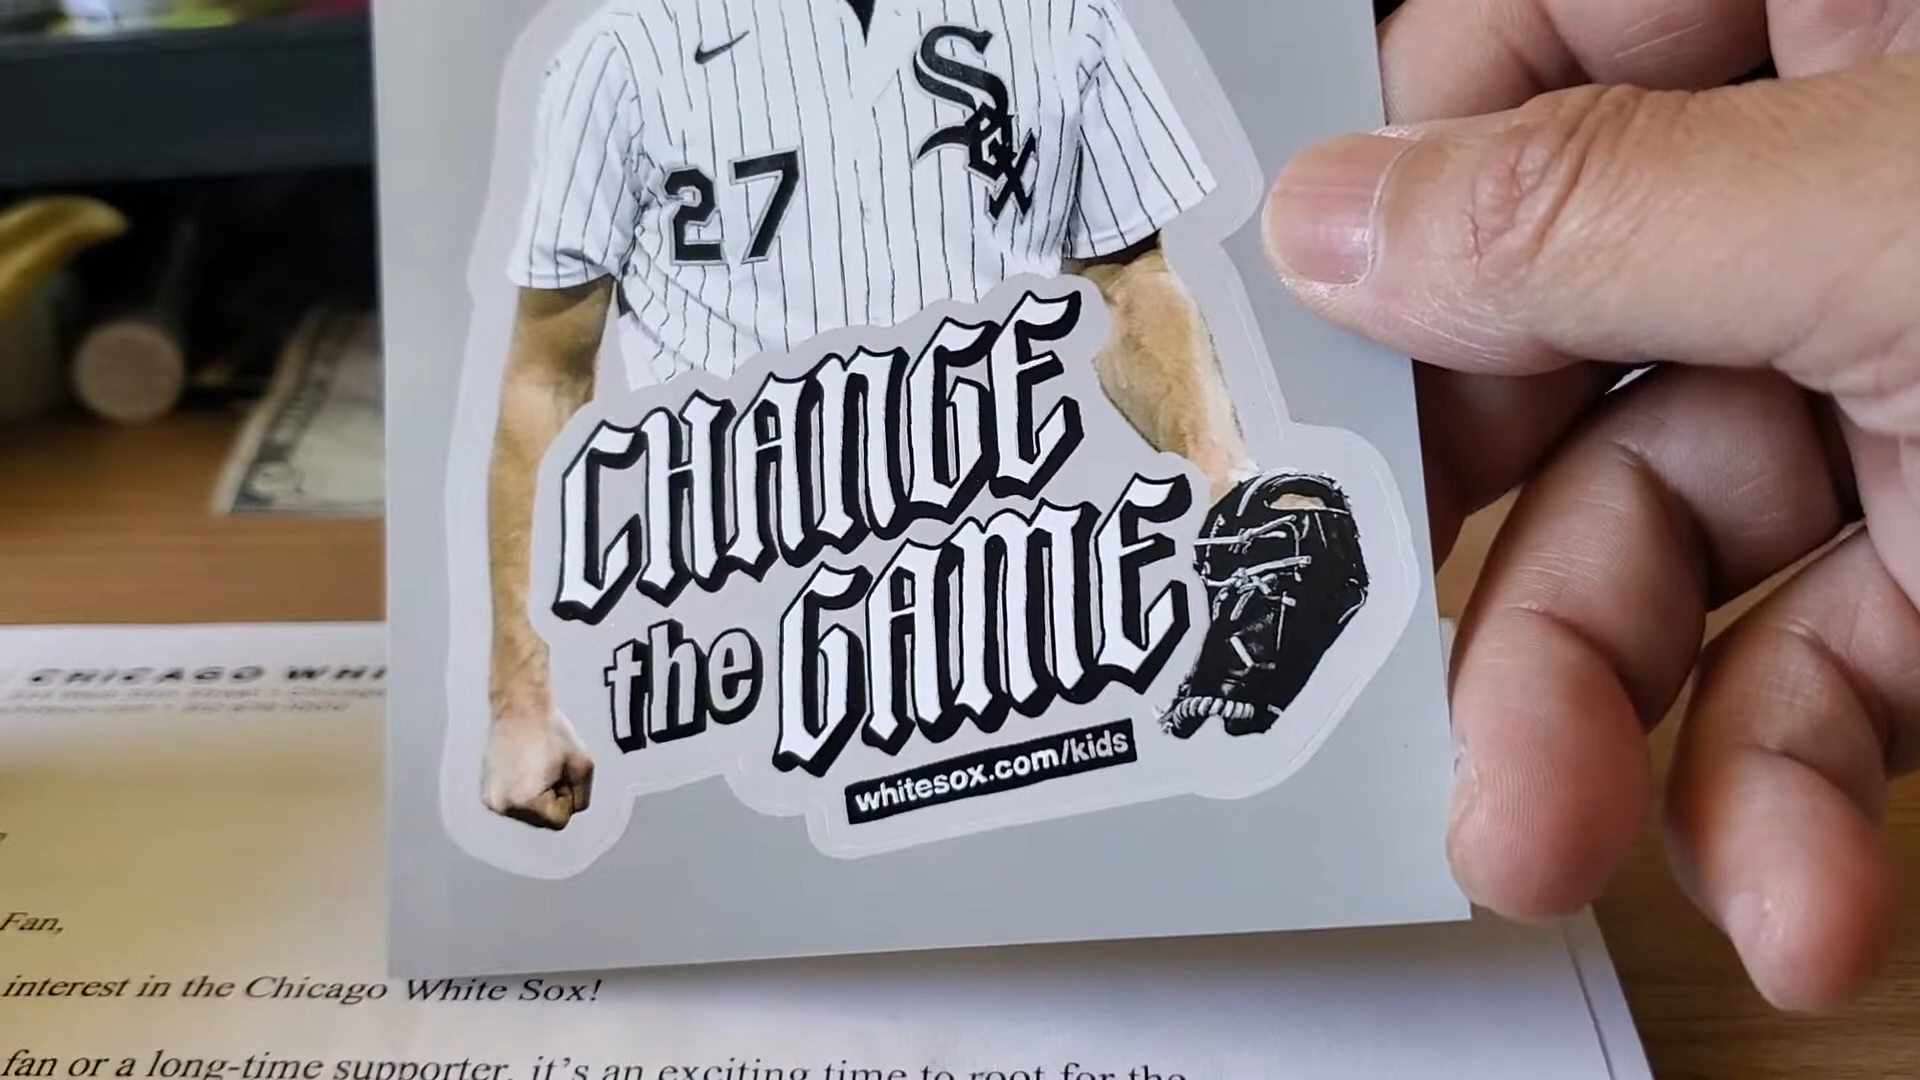 Sox
27
CHANGE
the GAME
whitesox.com/kids
CHICAGO WHI
Fan,
interest in the Chicago White Sox!
fan or a long-time supporter, it's an exciting time to root for the